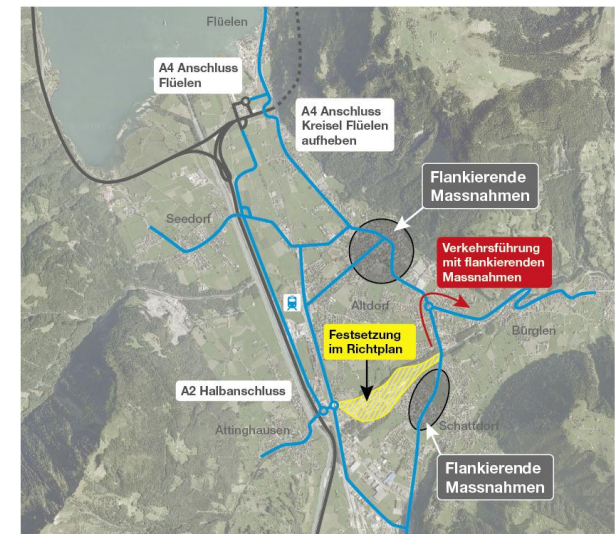 Flüelen
A4 Anschluss
Flüelen
A4 Anschluss
Kreisel Flüelen
aufheben
Flankierende
Massnahmen
Seedorf
Verkehrsführung
mit flankierenden
Massnahmen
Altdorf
Bürglen
Festsetzung
im Richtplan
A2 Halbanschluss
Attinghausen
Schattdorf
Flankierende
Massnahmen